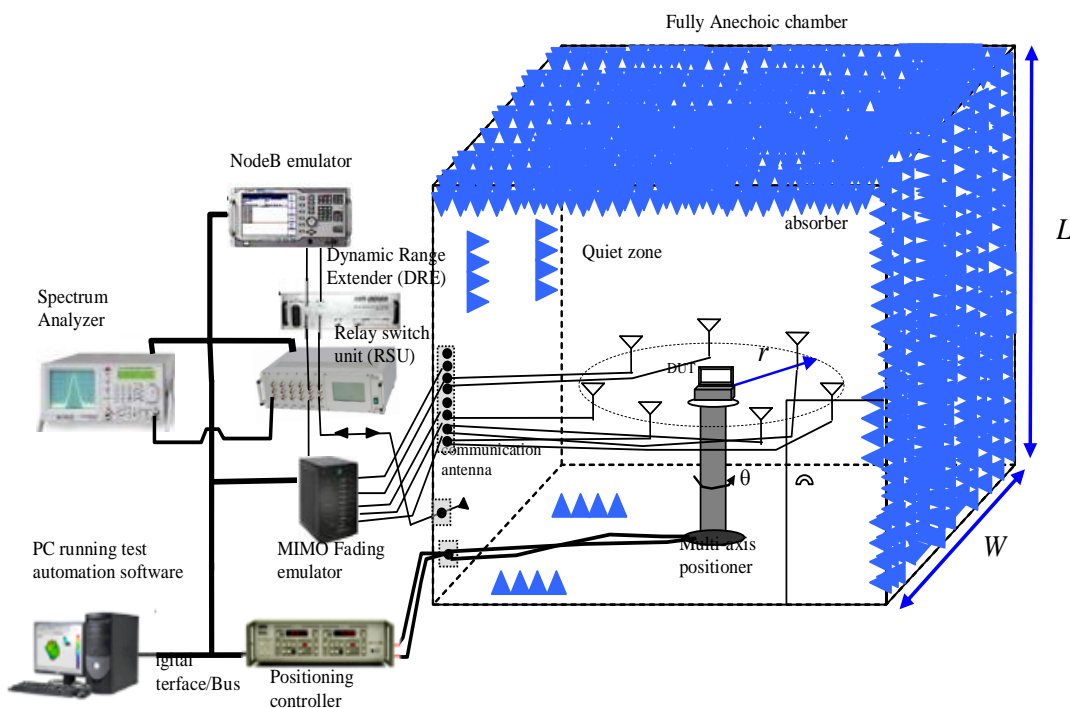 Fully Anechoic chamber
NodeB emulator
absorber
L
Dynamic Range
Extender (DRE)
Quiet zone
Spectrum
Analyzer
Relay switch
unit (RSU)
r
DUT
communication
antenna
θ
W
MIMO Fading
emulator
Multi-axis
positioner
PC running test
automation software
igital
terface/Bus
Positioning
controller